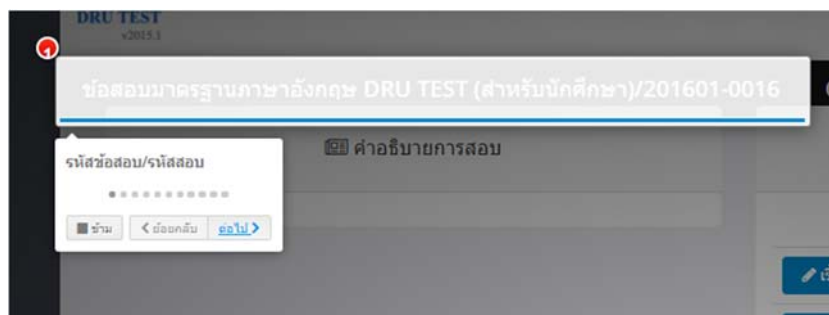 DRU TEST
v2015.1
1
ข้อสอบมาตรฐานภาษาอังกฤษ DRU TEST (สำหรับนักศึกษา)/201601-0016
คำอธิบายการสอบ
รหัสข้อสอบ/รหัสสอบ
ข้าม
ย้อนกลับ
ต่อไป